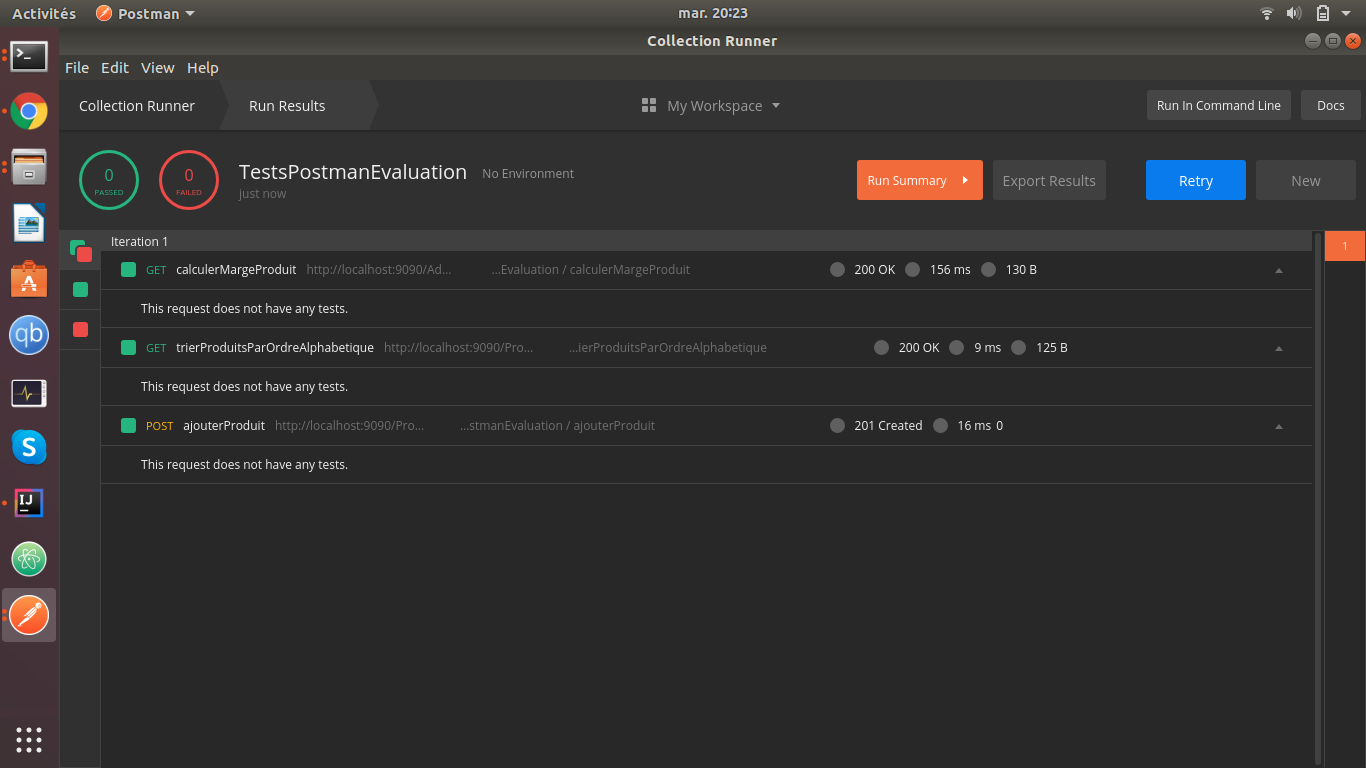 Activités Postman mar. 20:23
Collection Runner
File Edit View Help
Collection Runner Run Results My Workspace Run In Command Line Docs
0 PASSED 0 FAILED TestsPostmanEvaluation No Environment Run Summary Export Results Retry New
just now
Iteration 1 1
GET calculerMargeProduit http://localhost:9090/Ad... ...Evaluation / calculerMargeProduit 200 OK 156 ms 130 B
This request does not have any tests.
GET trierProduitsParOrdreAlphabetique http://localhost:9090/Pro... ...ierProduitsParOrdreAlphabetique 200 OK 9 ms 125 B
This request does not have any tests.
POST ajouterProduit http://localhost:9090/Pro... ...stmanEvaluation / ajouterProduit 201 Created 16 ms 0
This request does not have any tests.
qb
IJ